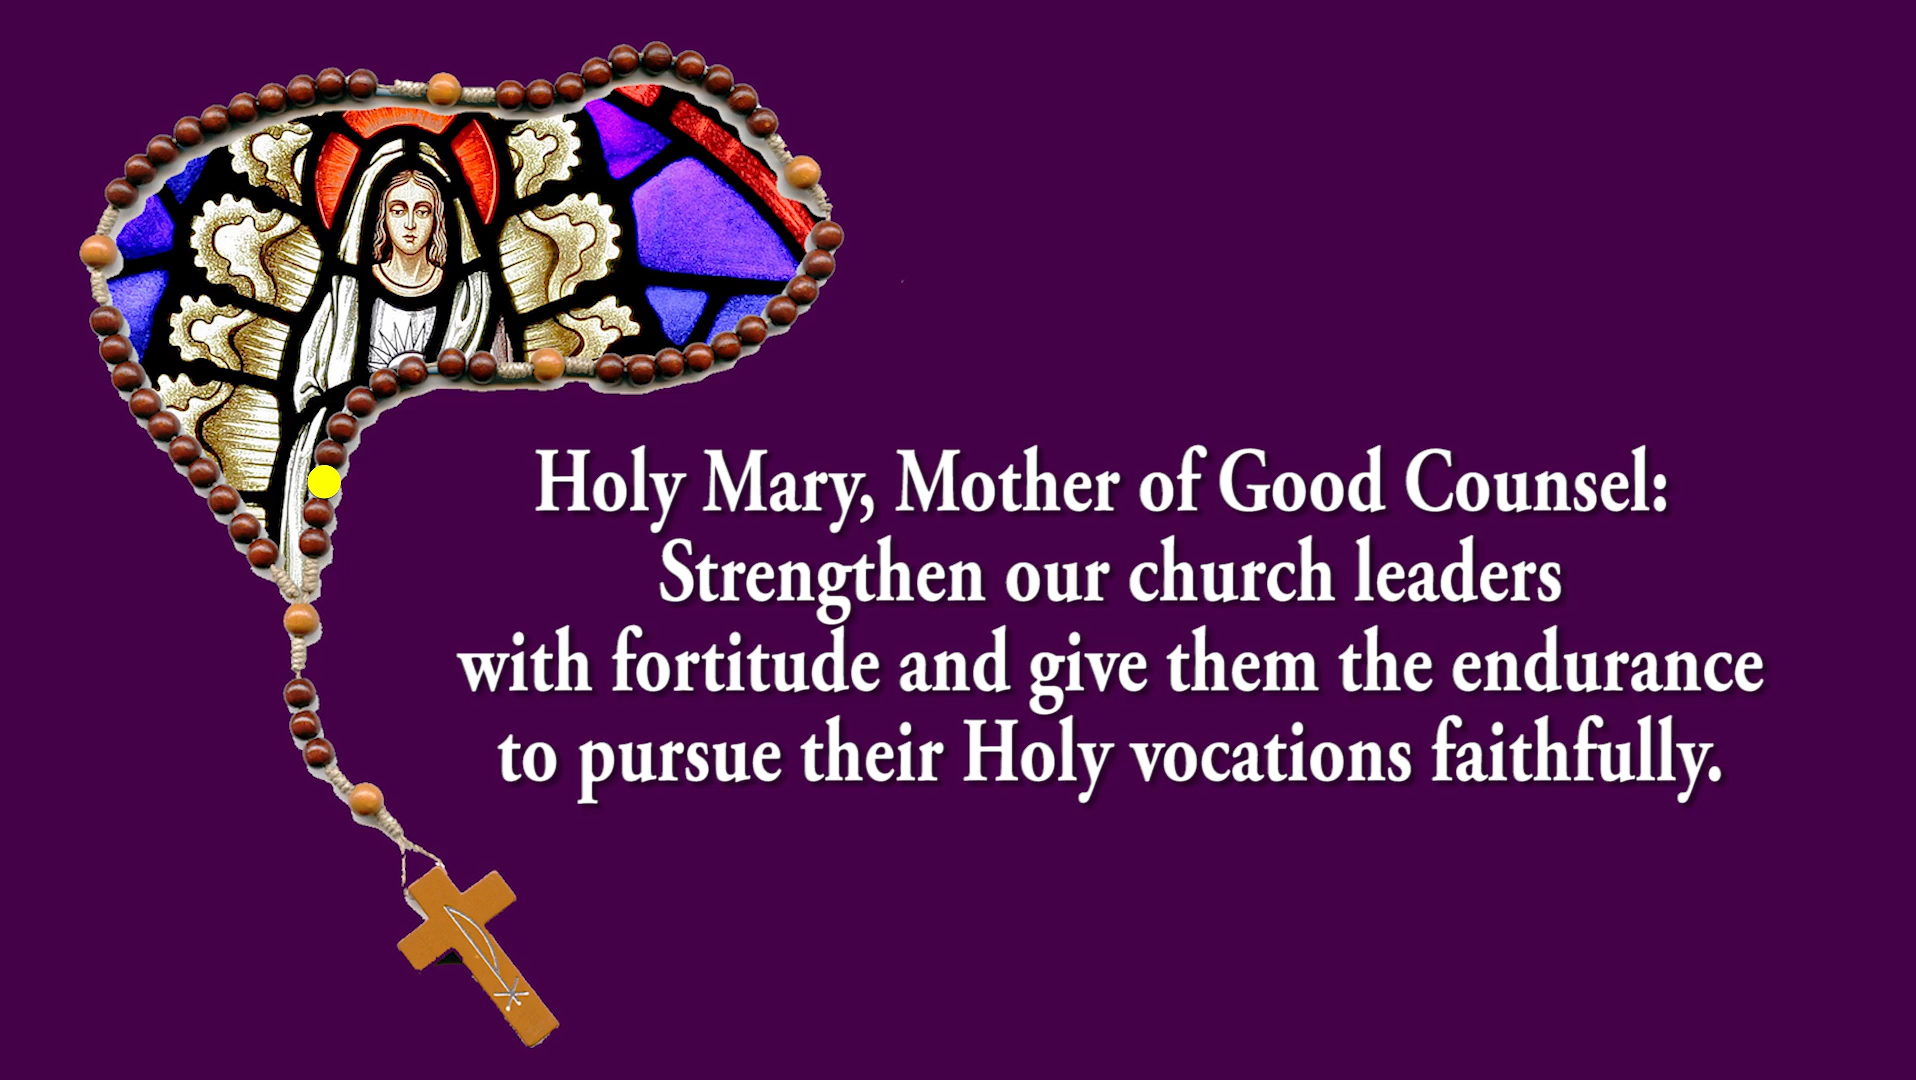 Holy Mary, Mother of Good Counsel:
Strengthen our church leaders
with fortitude and give them the endurance
to pursue their Holy vocations faithfully.